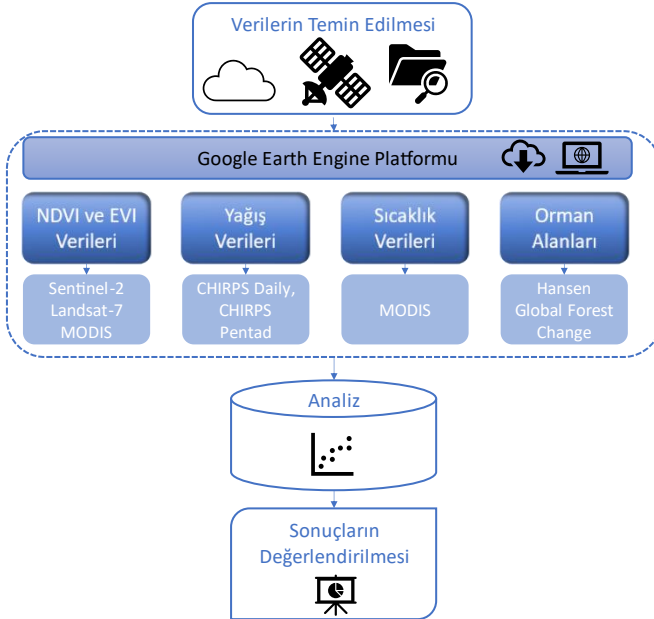 Verilerin Temin Edilmesi
Google Earth Engine Platformu
NDVI ve EVI
Verileri
Yağış
Verileri
Sıcaklık
Verileri
Orman
Alanları
Sentinel-2
Landsat-7
MODIS
CHIRPS Daily,
CHIRPS
Pentad
MODIS
Hansen
Global Forest
Change
Analiz
Sonuçların
Değerlendirilmesi